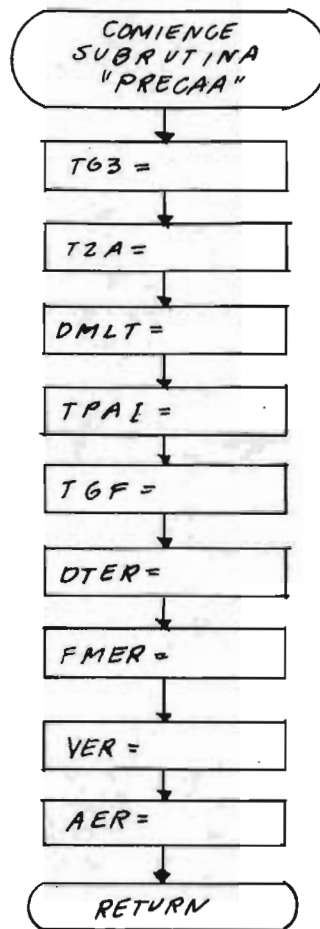 COMIENCE
SUBRUTINA
"PRECAA"
TG3=
T2A=
DMLT=
TPAI=
TGF=
DTER=
FMER=
VER=
AER=
RETURN